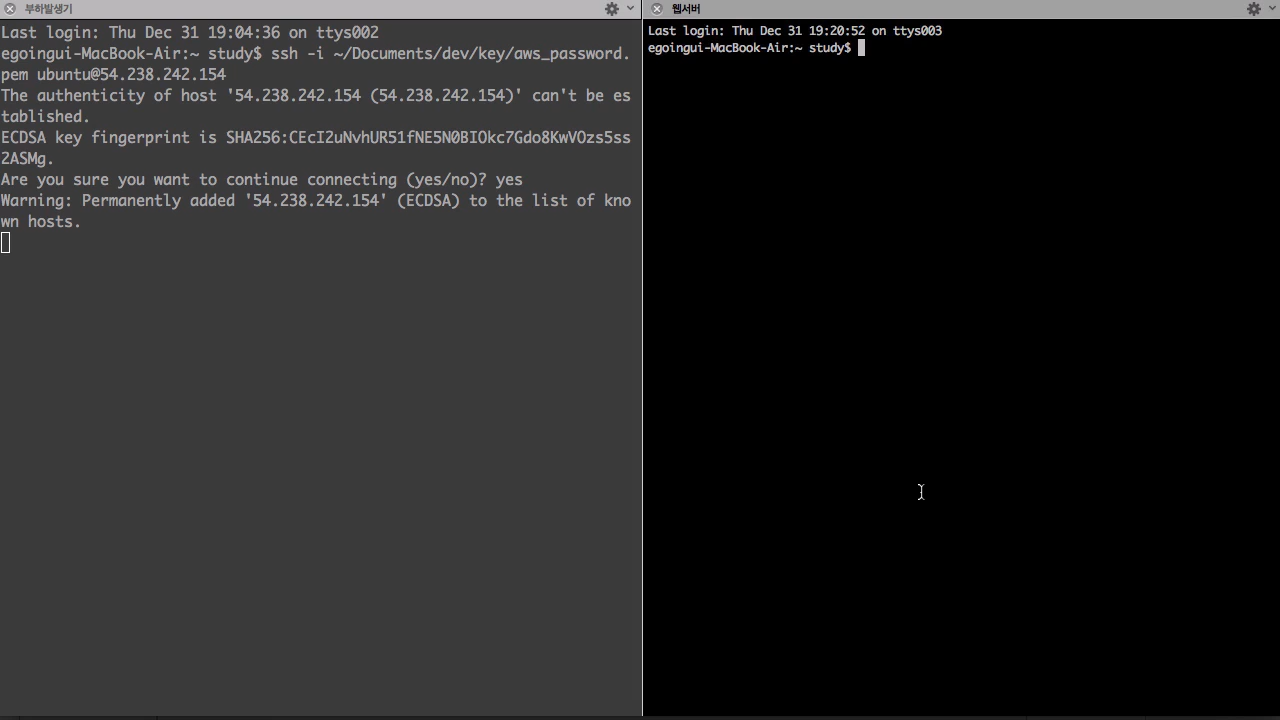 부하발생기
Last login: Thu Dec 31 19:04:36 on ttys002
egoingui-MacBook-Air:~ study$ ssh -i ~/Documents/dev/key/aws_password.
pem ubuntu@54.238.242.154
The authenticity of host '54.238.242.154 (54.238.242.154)' can't be es
tablished.
ECDSA key fingerprint is SHA256:CEcI2uNvhUR51fNE5N0BIOkc7Gdo8KwVOzs5ss
2ASMg.
Are you sure you want to continue connecting (yes/no)? yes
Warning: Permanently added '54.238.242.154' (ECDSA) to the list of kno
wn hosts.
웹서버
Last login: Thu Dec 31 19:20:52 on ttys003
egoingui-MacBook-Air:~ study$